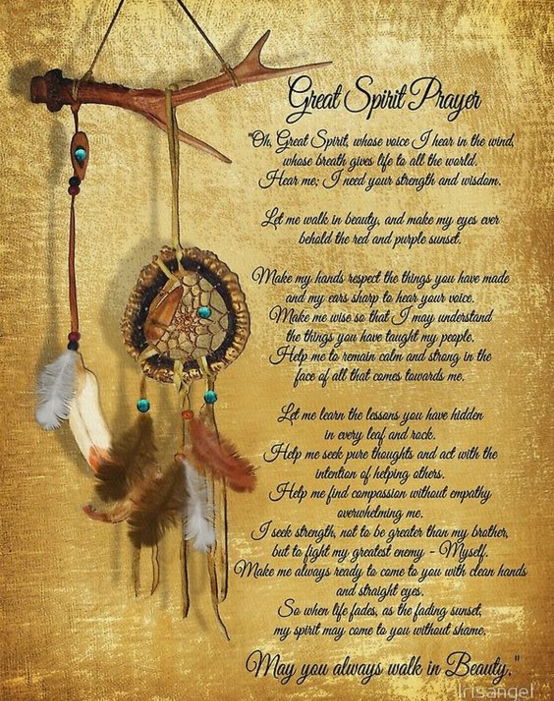 Great Spirit Prayer
"Oh, Great Spirit, whose voice I hear in the wind,
whose breath gives life to all the world.
Hear me; I need your strength and wisdom.
Let me walk in beauty, and make my eyes ever
behold the red and purple sunset.
Make my hands respect the things you have made
and my ears sharp to hear your voice.
Make me wise so that I may understand
the things you have taught my people.
Help me to remain calm and strong in the
face of all that comes towards me.
Let me learn the lessons you have hidden
in every leaf and rock.
Help me seek pure thoughts and act with the
intention of helping others.
Help me find compassion without empathy
overwhelming me.
I seek strength, not to be greater than my brother,
but to fight my greatest enemy - Myself.
Make me always ready to come to you with clean hands
and straight eyes.
So when life fades, as the fading sunset,
my spirit may come to you without shame.
May you always walk in Beauty."
Irisangel